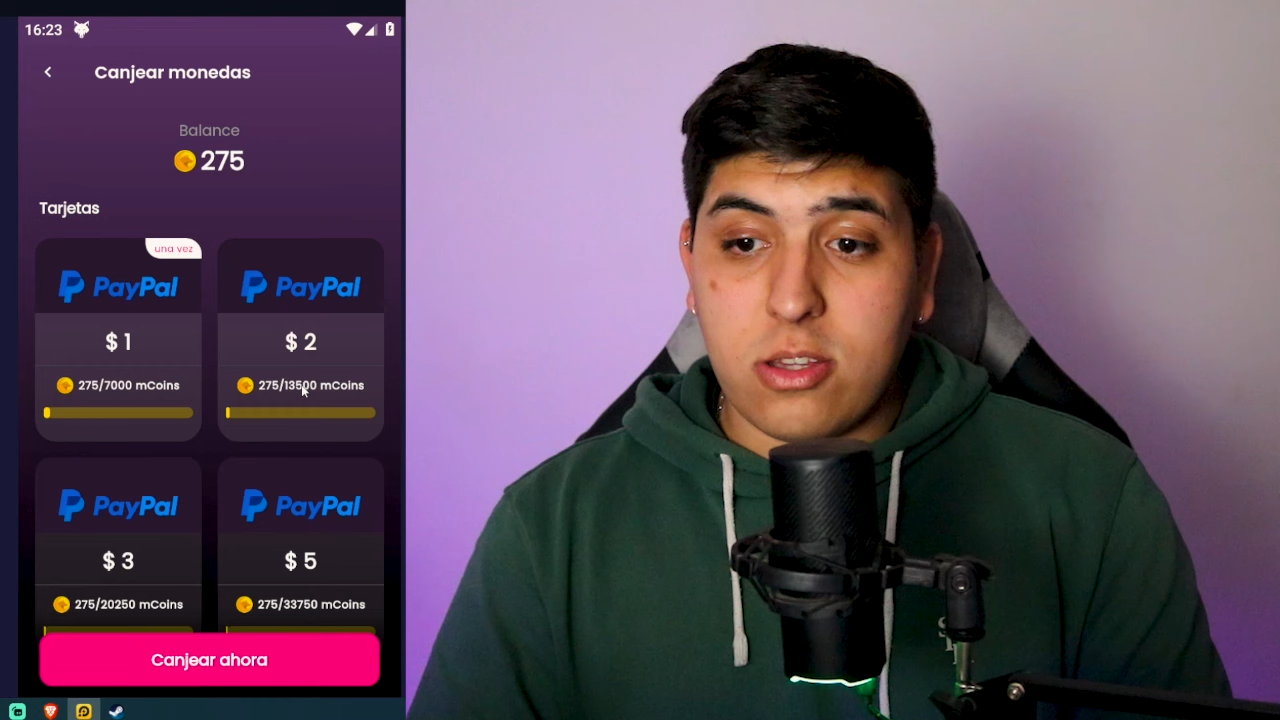 16:23
Canjear monedas
Balance
275
Tarjetas
una vez
PayPal
$ 1
275/7000 mCoins
PayPal
$ 2
275/13500 mCoins
PayPal
$ 3
275/20250 mCoins
PayPal
$ 5
275/33750 mCoins
Canjear ahora